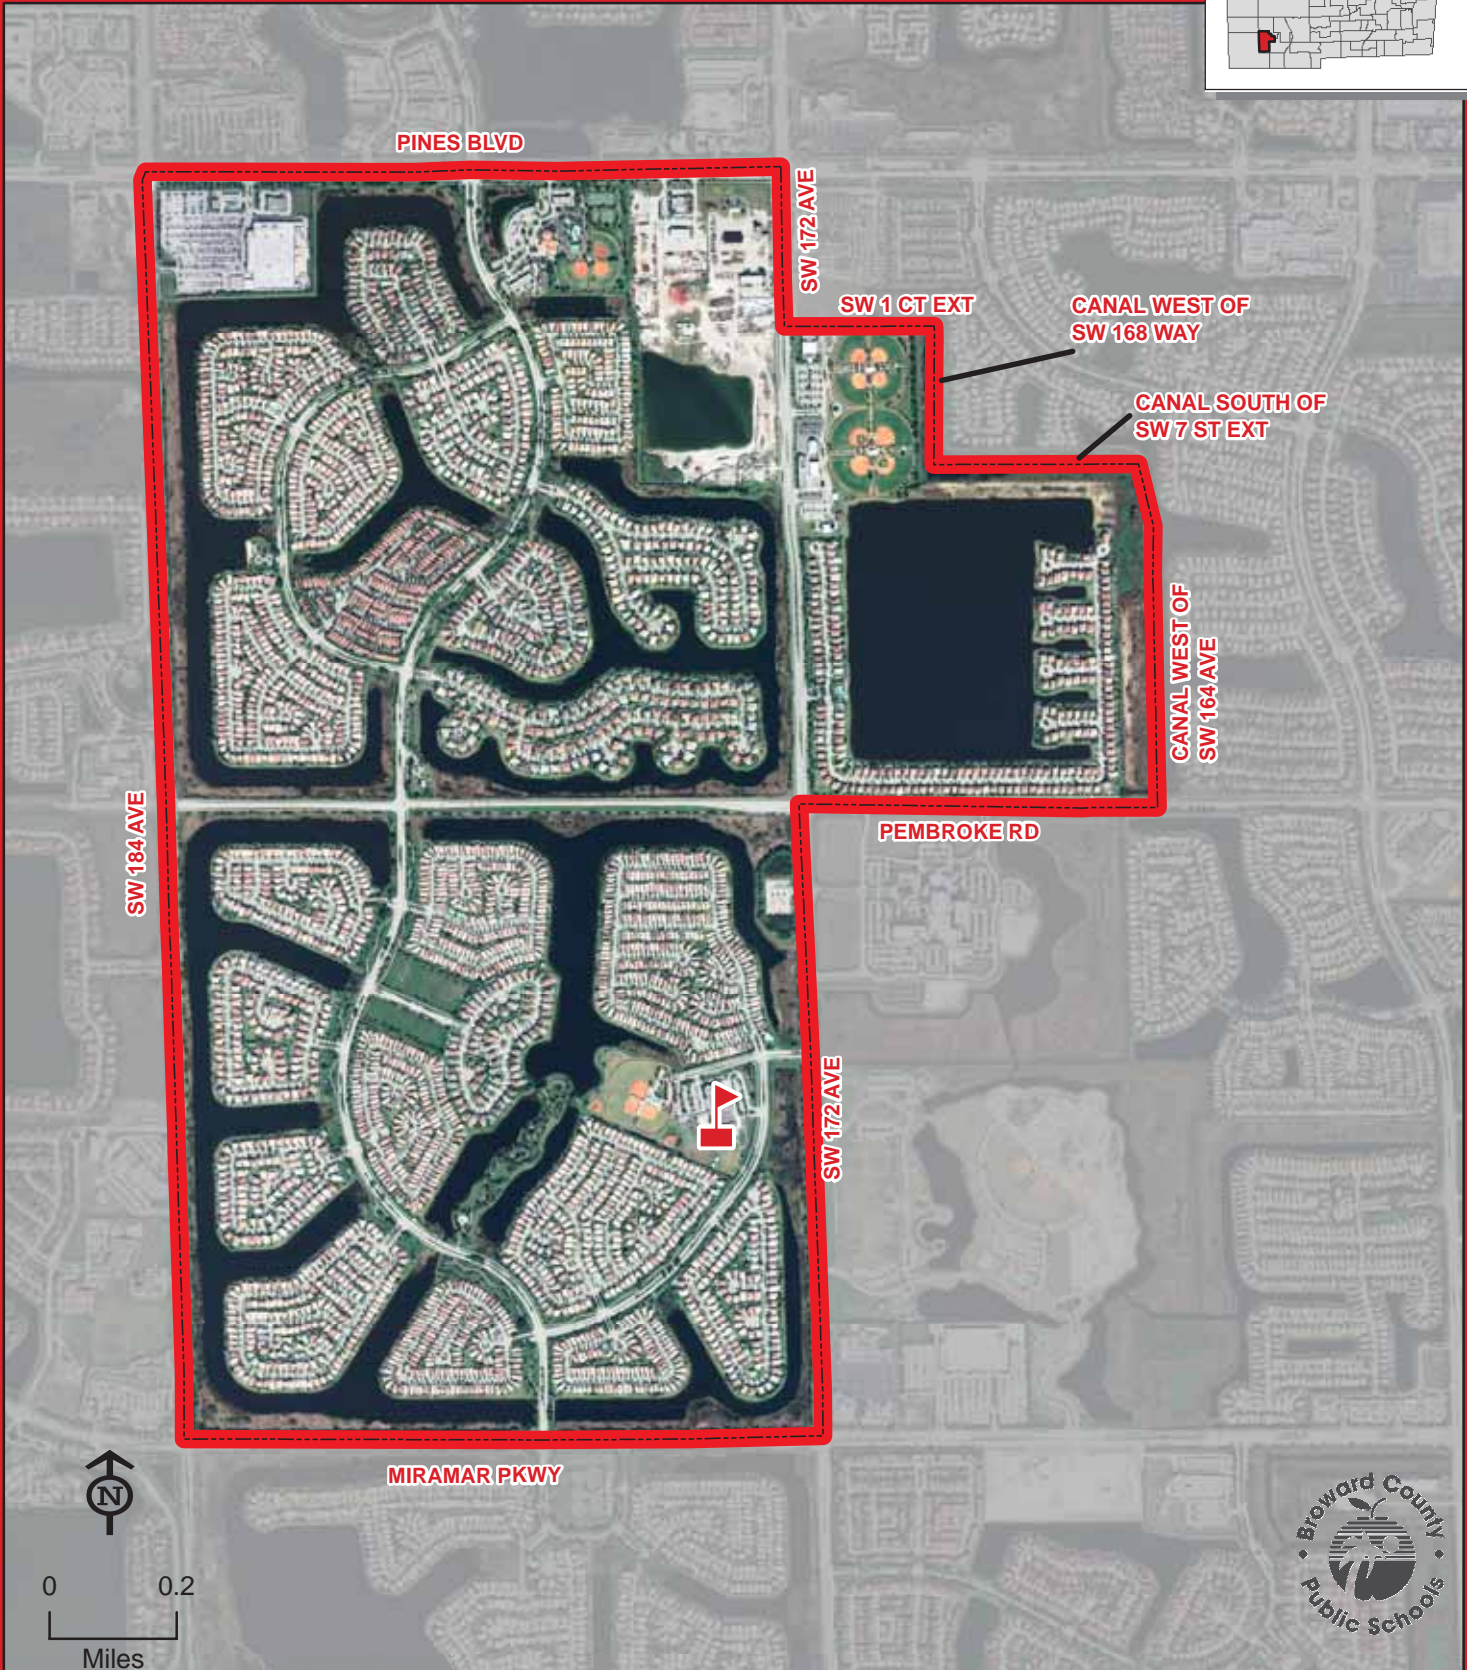 PINES BLVD
SW 172 AVE
SW 1 CT EXT
CANAL WEST OF
SW 168 WAY
CANAL SOUTH OF
SW 7 ST EXT
CANAL WEST OF
SW 164 AVE
SW 184 AVE
PEMBROKE RD
SW 172 AVE
MIRAMAR PKWY
N
0 0.2
Miles
Broward County
Public Schools